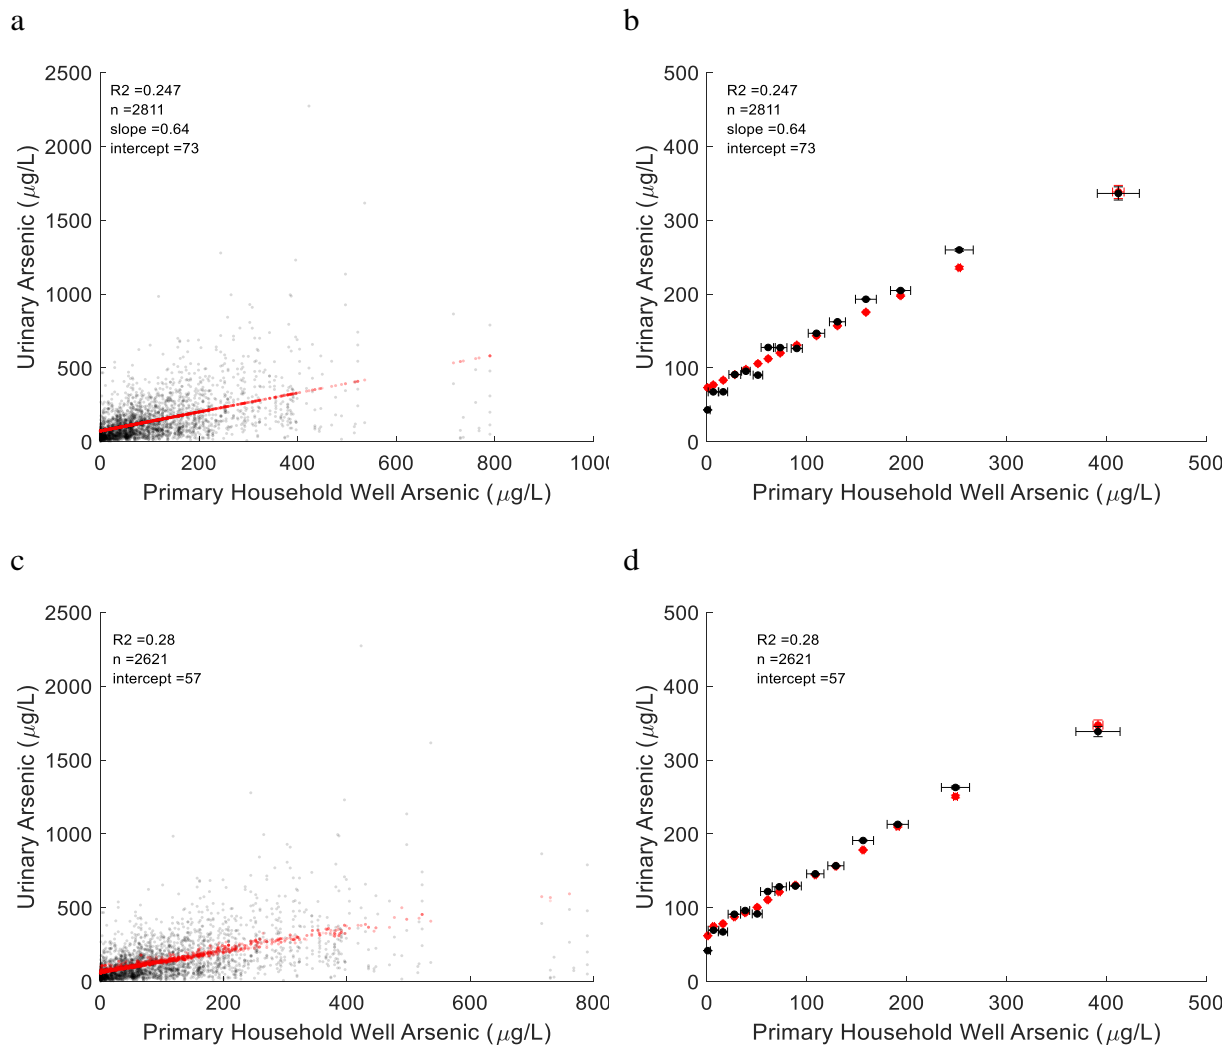 a
2500
2000
1500
1000
500
0
R2 =0.247
n =2811
slope =0.64
intercept =73
Urinary Arsenic (μg/L)
0 200 400 600 800 1000
Primary Household Well Arsenic (μg/L)
b
500
400
300
200
100
0
R2 =0.247
n =2811
slope =0.64
intercept =73
Urinary Arsenic (μg/L)
0 100 200 300 400 500
Primary Household Well Arsenic (μg/L)
c
2500
2000
1500
1000
500
0
R2 =0.28
n =2621
intercept =57
Urinary Arsenic (μg/L)
0 200 400 600 800
Primary Household Well Arsenic (μg/L)
d
500
400
300
200
100
0
R2 =0.28
n =2621
intercept =57
Urinary Arsenic (μg/L)
0 100 200 300 400 500
Primary Household Well Arsenic (μg/L)